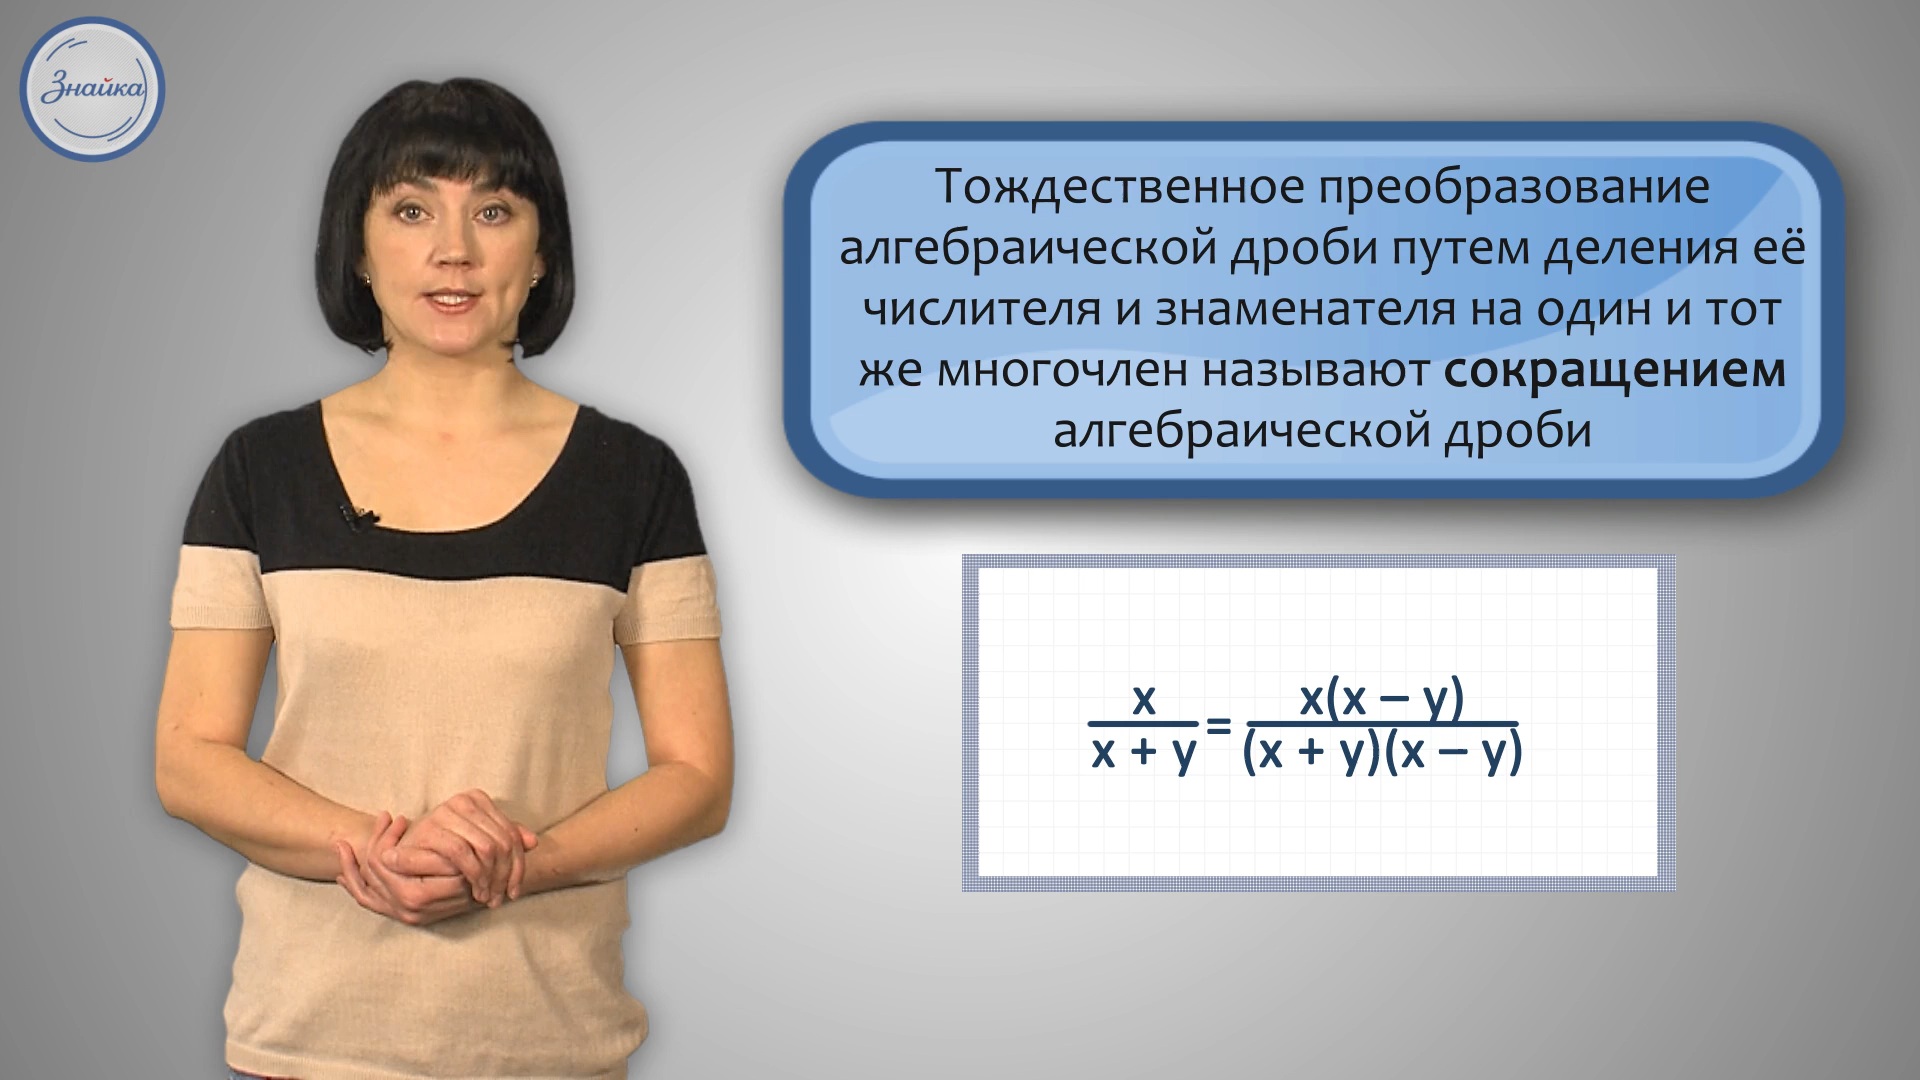 Знайка
Тождественное преобразование
алгебраической дроби путем деления её
числителя и знаменателя на один и тот
же многочлен называют сокращением
алгебраической дроби
x x(x – y)
=
x + y (x + y)(x – y)